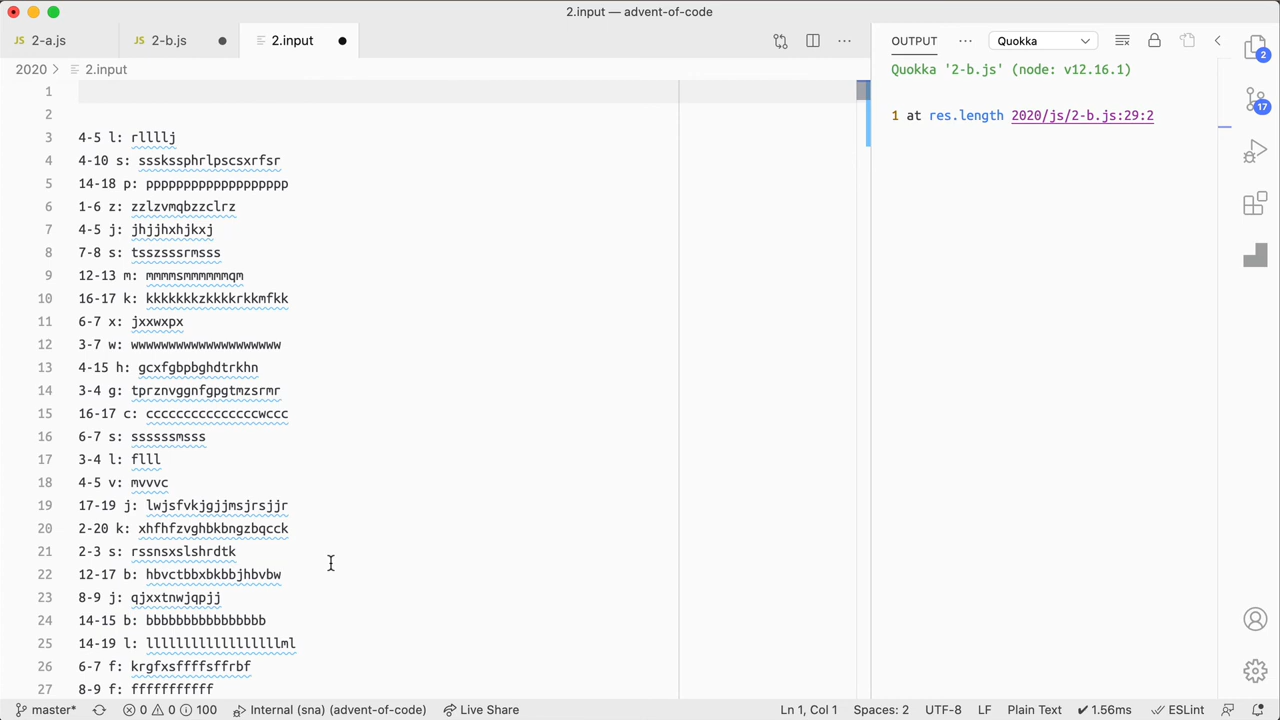 2.input — advent-of-code
JS 2-a.js
JS 2-b.js
2.input
OUTPUT
Quokka
2020 > 2.input
Quokka '2-b.js' (node: v12.16.1)
1 at res.length 2020/js/2-b.js:29:2
2
17
1
2
3 4-5 l: rllllj
4 4-10 s: ssskssphrlpscsxrfsr
5 14-18 p: ppppppppppppppppppp
6 1-6 z: zzlzvmqbzzclrz
7 4-5 j: jhjjhxhjkxj
8 7-8 s: tsszsssrmsss
9 12-13 m: mmmmsmmmmmmqm
10 16-17 k: kkkkkkkzkkkkrkkmfkk
11 6-7 x: jxxwxpx
12 3-7 w: wwwwwwwwwwwwwwwwwwww
13 4-15 h: gcxfgbpbghdtrkhn
14 3-4 g: tprznvggnfgpgtmzsrmr
15 16-17 c: cccccccccccccccwccc
16 6-7 s: ssssssmsss
17 3-4 l: flll
18 4-5 v: mvvvc
19 17-19 j: lwjsfvkjgjjmsjrsjjr
20 2-20 k: xhfhfzvghbkbngzbqcck
21 2-3 s: rssnsxslshrdtk
22 12-17 b: hbvctbbxbkbbjhbvbw
23 8-9 j: qjxxtnwjqpjj
24 14-15 b: bbbbbbbbbbbbbbbb
25 14-19 l: llllllllllllllllllml
26 6-7 f: krgfxsffffsffrbf
27 8-9 f: fffffffffff
master*
0
0
100
Internal (sna) (advent-of-code)
Live Share
Ln 1, Col 1
Spaces: 2
UTF-8
LF
Plain Text
✔ 1.56ms
ESLint